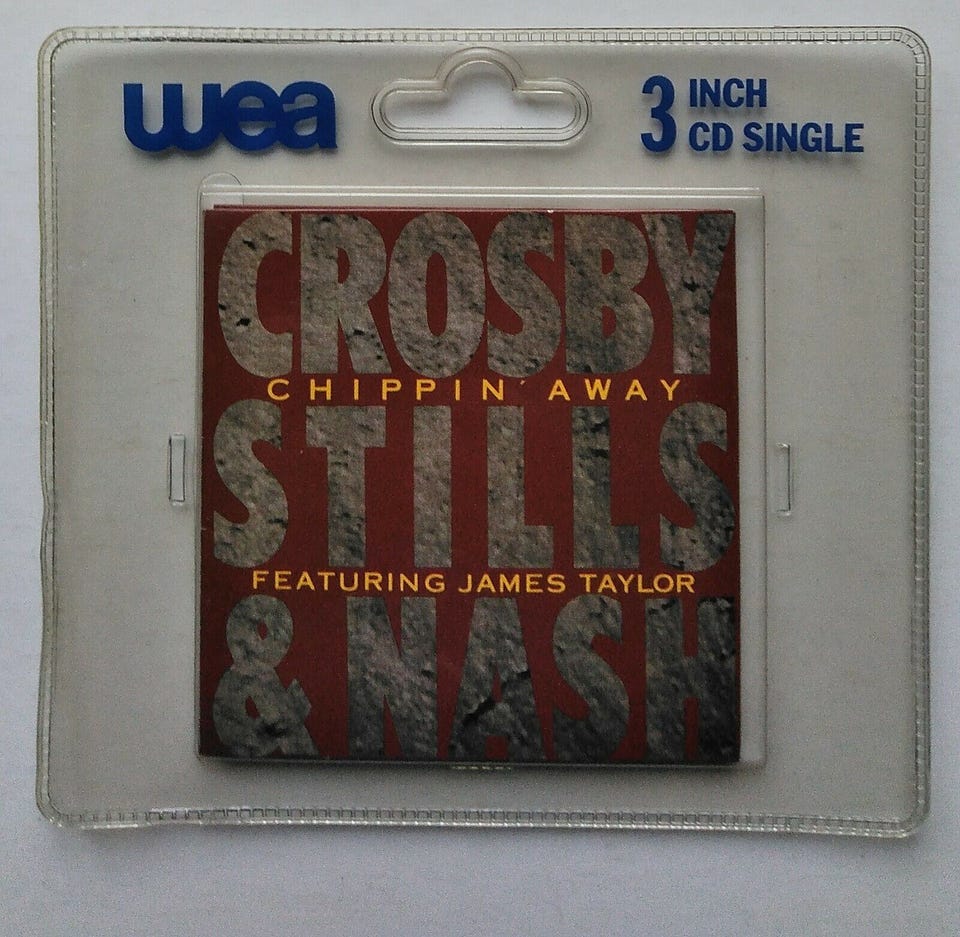 wea
3 INCH
CD SINGLE
CROSBY
CHIPPIN' AWAY
STILLS
FEATURING JAMES TAYLOR
& NASH